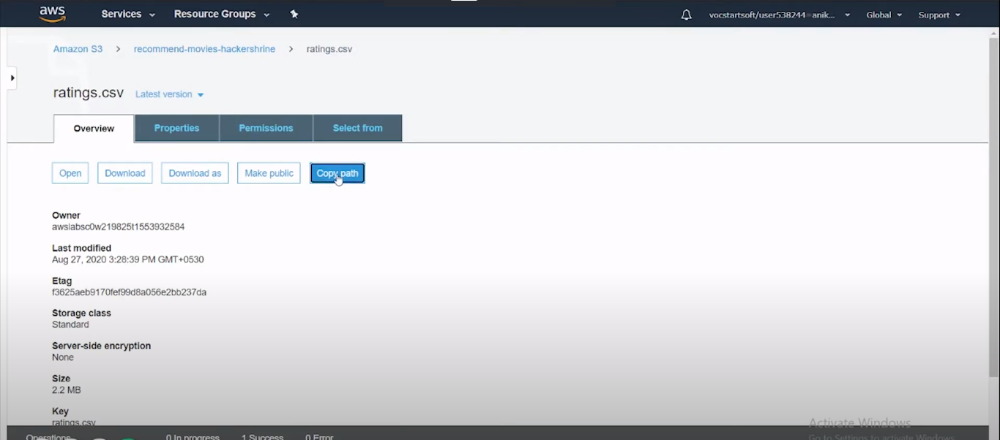 aws Services Resource Groups vocstartsoft/user538244=anik... Global Support
Amazon S3 > recommend-movies-hackershrine > ratings.csv
ratings.csv Latest version
Overview Properties Permissions Select from
Open Download Download as Make public Copy path
Owner
awslabsc0w219825t1553932584
Last modified
Aug 27, 2020 3:28:39 PM GMT+0530
Etag
f3625aeb9170fef99d8a056e2bb237da
Storage class
Standard
Server-side encryption
None
Size
2.2 MB
Key
ratings.csv
Activate Windows
Go to Settings to activate Windows.
Operations 0 In progress 1 Success 0 Error